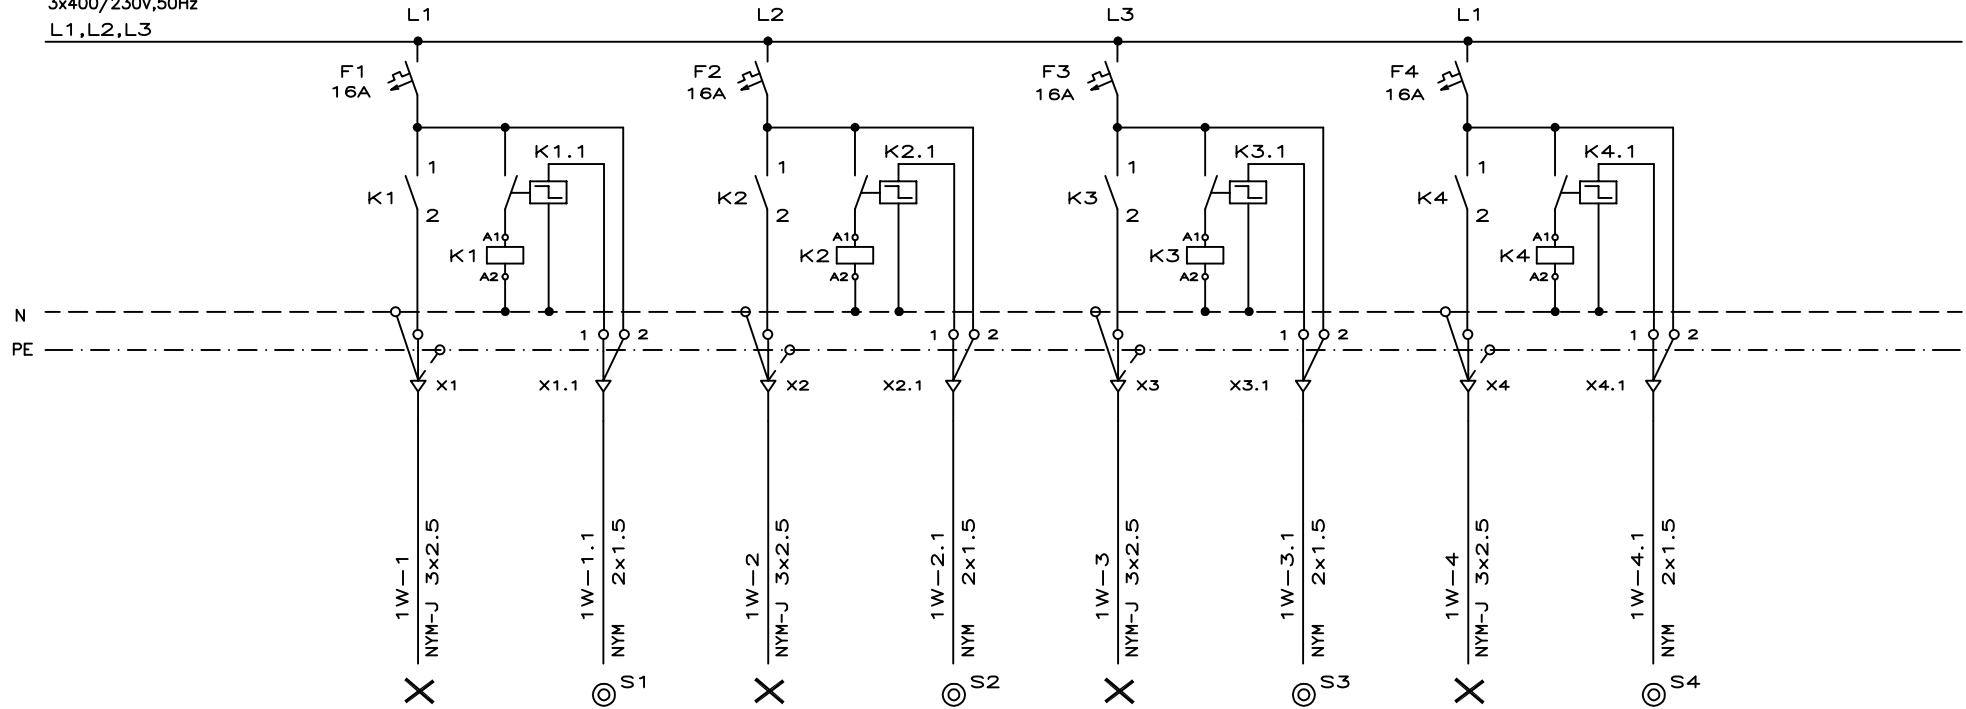 3x400/230V,50Hz
L1,L2,L3
L1 L2 L3 L1
F1 F2 F3 F4
16A 16A 16A 16A
K1.1 K2.1 K3.1 K4.1
1 1 1 1
K1 K2 K3 K4
2 2 2 2
A1 A1 A1 A1
K1 K2 K3 K4
A2 A2 A2 A2
N
1 2 1 2 1 2 1 2
PE
X1 X1.1 X2 X2.1 X3 X3.1 X4 X4.1
1W-1
NYM-J 3x2.5
1W-1.1
NYM 2x1.5
1W-2
NYM-J 3x2.5
1W-2.1
NYM 2x1.5
1W-3
NYM-J 3x2.5
1W-3.1
NYM 2x1.5
1W-4
NYM-J 3x2.5
1W-4.1
NYM 2x1.5
S1 S2 S3 S4